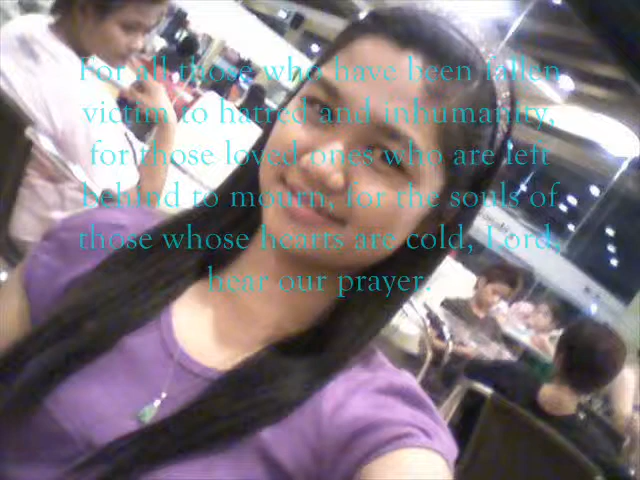 For all those who have been fallen
victim to hatred and inhumanity,
for those loved ones who are left
behind to mourn, for the souls of
those whose hearts are cold, Lord,
hear our prayer.